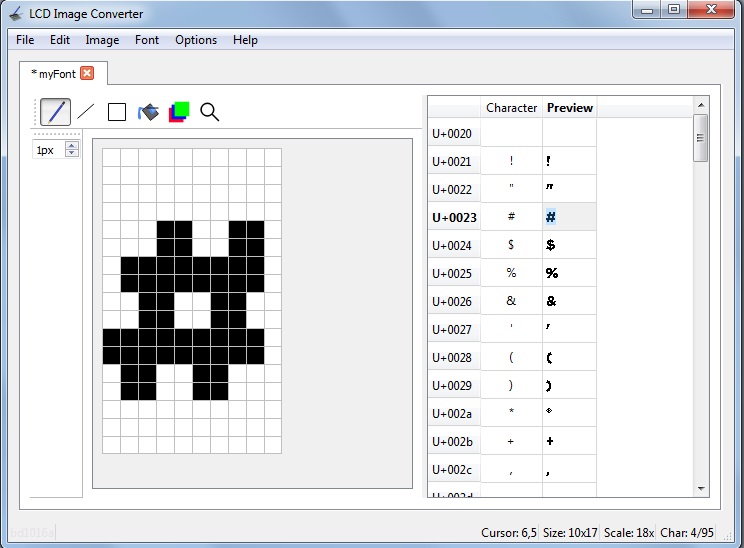 LCD Image Converter
File Edit Image Font Options Help
* myFont
1px
Character Preview
U+0020
U+0021 ! !
U+0022 " "
U+0023 # #
U+0024 $ $
U+0025 % %
U+0026 & &
U+0027 ' '
U+0028 ( (
U+0029 ) )
U+002a * *
U+002b + +
U+002c , ,
U+002d
Cursor: 6,5 Size: 10x17 Scale: 18x Char: 4/95